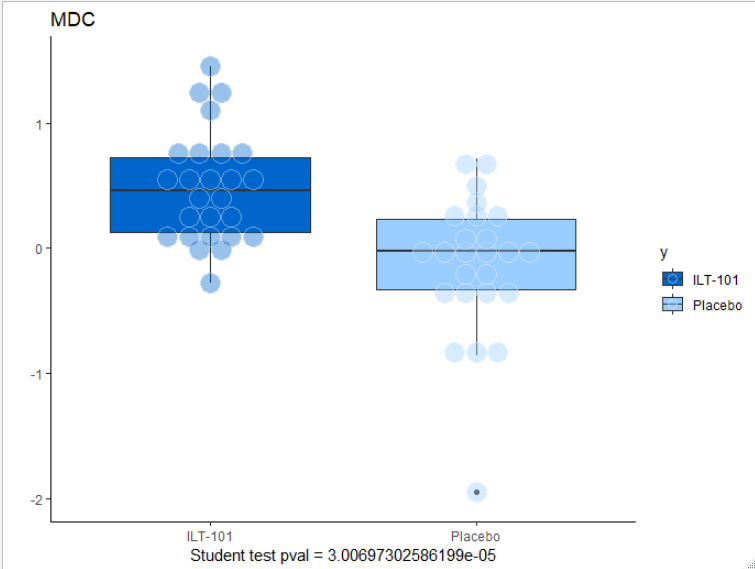 MDC
1
0
-1
-2
ILT-101
Placebo
Student test pval = 3.00697302586199e-05
y
ILT-101
Placebo